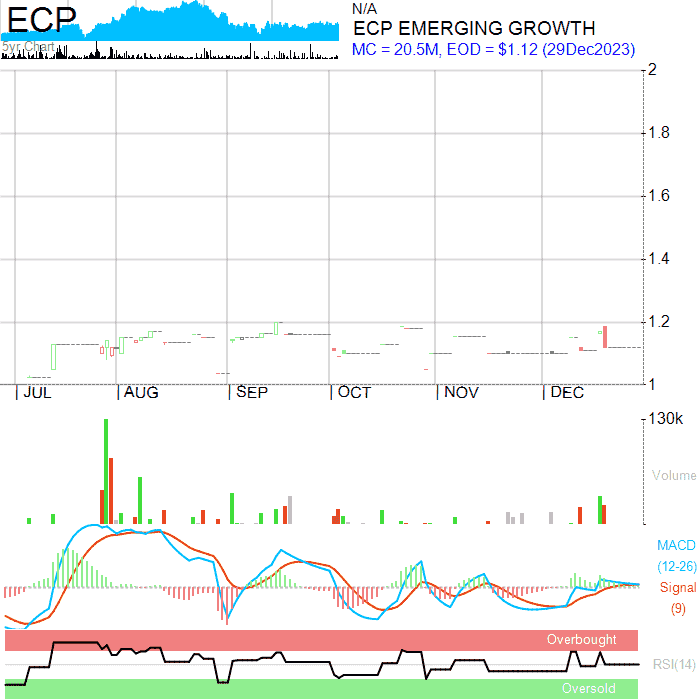 ECP
5yr Chart
N/A
ECP EMERGING GROWTH
MC = 20.5M, EOD = $1.12 (29Dec2023)
2
1.8
1.6
1.4
1.2
1
JUL AUG SEP OCT NOV DEC
130k
Volume
MACD
(12-26)
Signal
(9)
Overbought
RSI(14)
Oversold